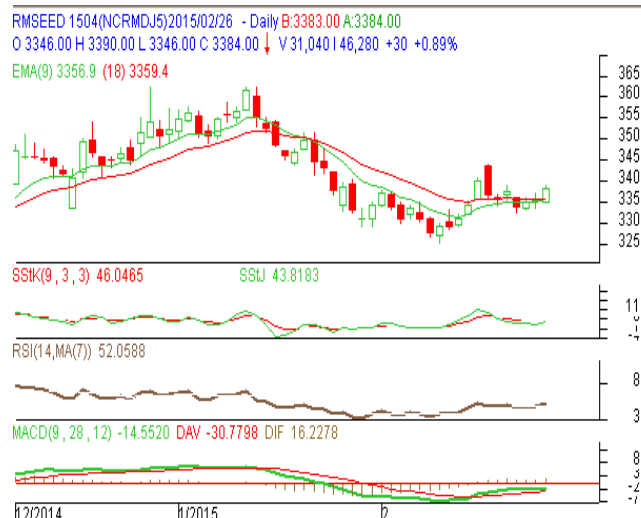 RMSEED 1504(NCRMDJ5)2015/02/26 - Daily B:3383.00 A:3384.00
O 3346.00 H 3390.00 L 3346.00 C 3384.00 V 31,040 I 46,280 +30 +0.89%
EMA(9) 3356.9 (18) 3359.4
365
360
355
350
345
340
335
330
325
SStK(9 , 3 , 3) 46.0465 SStJ 43.8183
11
RSI(14,MA(7)) 52.0588
8
3
MACD(9 , 28 , 12) -14.5520 DAV -30.7798 DIF 16.2278
8
3
12/2014 1/2015 2